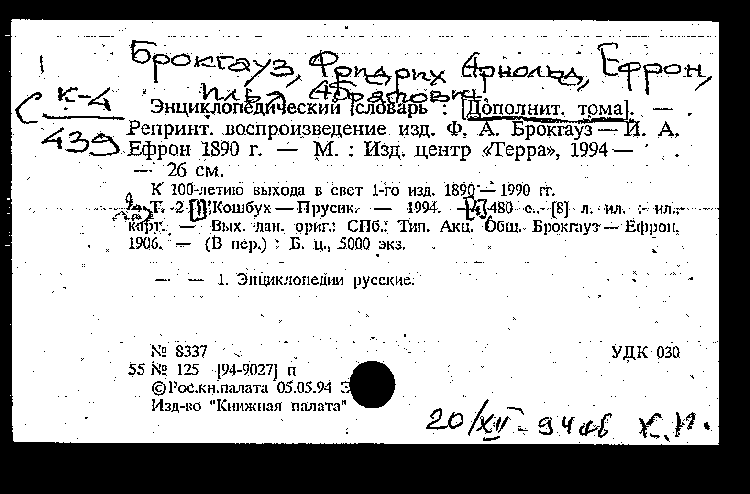 Брокгауз, Фридрих Арнольд, Ефрон,
Илья Абрамович
С К-4
439
Энциклопедический словарь : [Дополнит. тома]. —
Репринт. воспроизведение изд. Ф. А. Брокгауз — И. А.
Ефрон 1890 г. — М. : Изд. центр «Терра», 1994 —
— 26 см.
К 100-летию выхода в свет 1-го изд. 1890 — 1990 гг.
Т. 2 Кошбух — Прусик. — 1994. — 480 с., [8] л. ил. : ил.,
карт. — Вых. дан. ориг.: СПб.: Тип. Акц. Общ. Брокгауз — Ефрон,
1906. — (В пер.) : Б. ц., 5000 экз.
— — 1. Энциклопедии русские.
№ 8337 УДК 030
55 № 125 [94-9027] п
©Рос.кн.палата 05.05.94 Э
Изд-во "Книжная палата"
20/XII - 94 К.П.